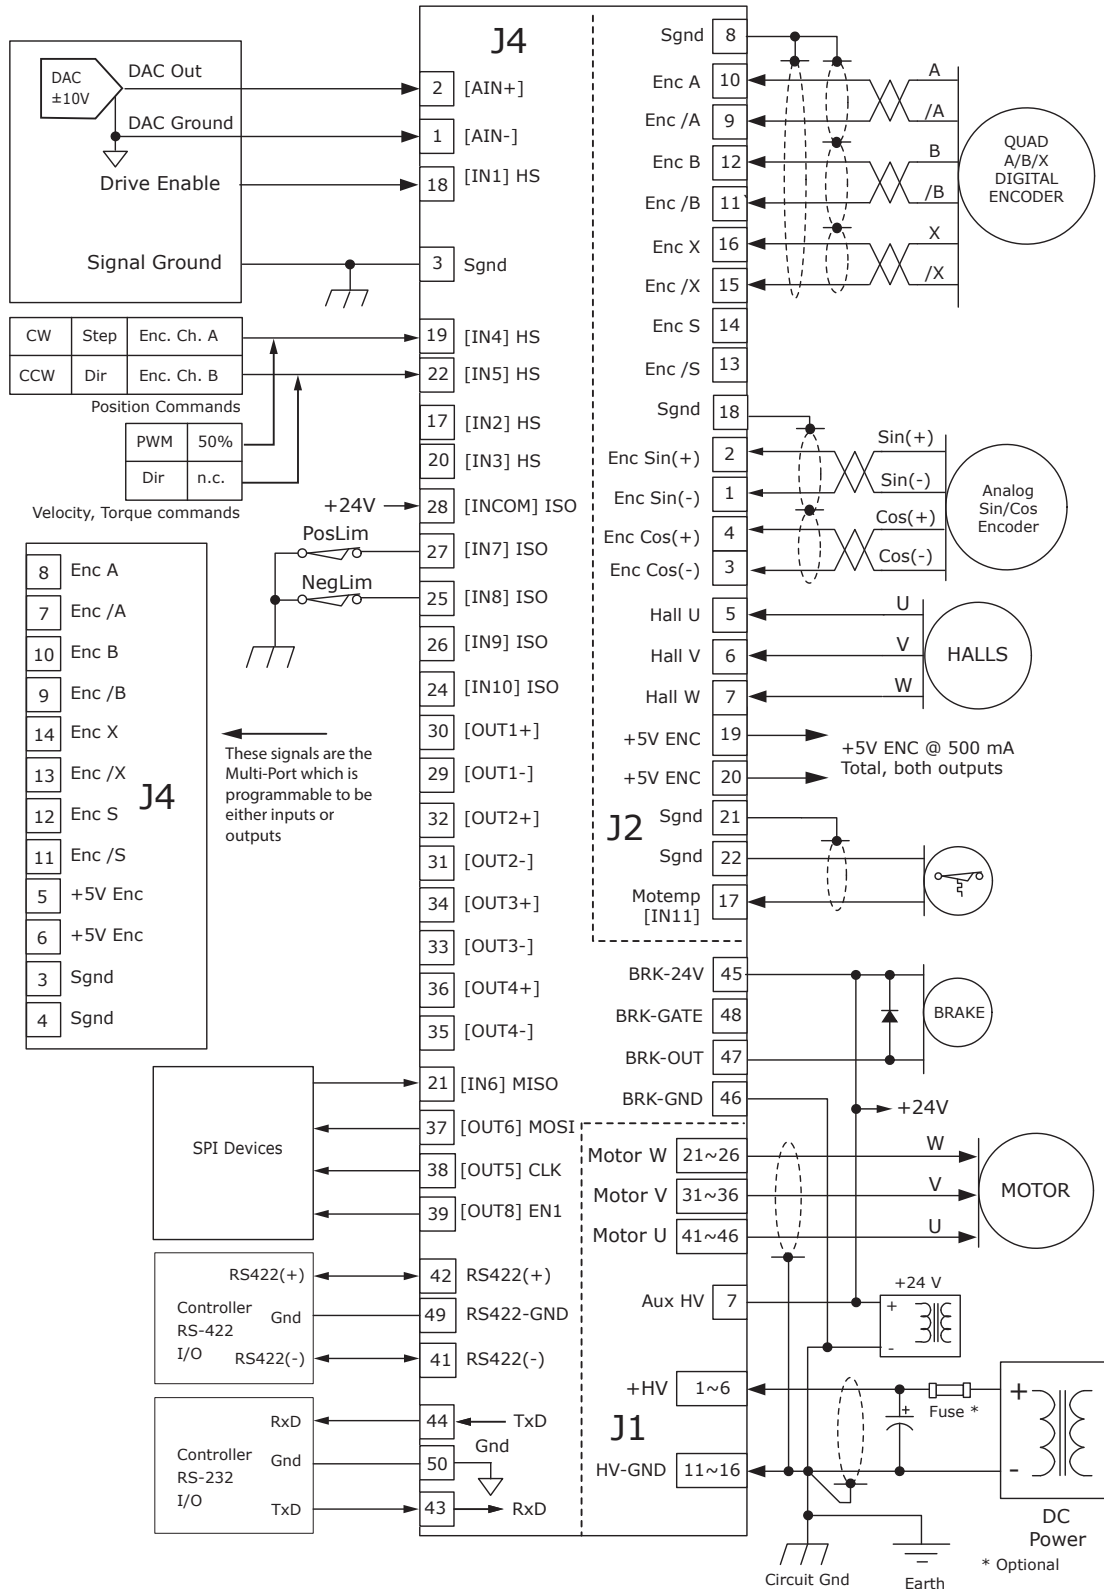 J4
DAC
±10V
DAC Out
DAC Ground
Drive Enable
Signal Ground
2 [AIN+]
1 [AIN-]
18 [IN1] HS
3 Sgnd
CW Step Enc. Ch. A
CCW Dir Enc. Ch. B
Position Commands
PWM 50%
Dir n.c.
Velocity, Torque commands
19 [IN4] HS
22 [IN5] HS
17 [IN2] HS
20 [IN3] HS
+24V
28 [INCOM] ISO
PosLim
27 [IN7] ISO
NegLim
25 [IN8] ISO
26 [IN9] ISO
24 [IN10] ISO
30 [OUT1+]
29 [OUT1-]
32 [OUT2+]
31 [OUT2-]
34 [OUT3+]
33 [OUT3-]
36 [OUT4+]
35 [OUT4-]
8 Enc A
7 Enc /A
10 Enc B
9 Enc /B
14 Enc X
13 Enc /X
12 Enc S
11 Enc /S
5 +5V Enc
6 +5V Enc
3 Sgnd
4 Sgnd
J4
These signals are the
Multi-Port which is
programmable to be
either inputs or
outputs
SPI Devices
21 [IN6] MISO
37 [OUT6] MOSI
38 [OUT5] CLK
39 [OUT8] EN1
RS422(+)
Controller
RS-422
I/O
Gnd
RS422(-)
42 RS422(+)
49 RS422-GND
41 RS422(-)
RxD
Controller
RS-232
I/O
Gnd
TxD
44 TxD
50 Gnd
43 RxD
Sgnd 8
Enc A 10 A
Enc /A 9 /A
Enc B 12 B
Enc /B 11 /B
Enc X 16 X
Enc /X 15 /X
QUAD
A/B/X
DIGITAL
ENCODER
Enc S 14
Enc /S 13
Sgnd 18
Enc Sin(+) 2 Sin(+)
Enc Sin(-) 1 Sin(-)
Enc Cos(+) 4 Cos(+)
Enc Cos(-) 3 Cos(-)
Analog
Sin/Cos
Encoder
Hall U 5 U
Hall V 6 V
Hall W 7 W
HALLS
+5V ENC 19
+5V ENC 20
+5V ENC @ 500 mA
Total, both outputs
J2
Sgnd 21
Sgnd 22
Motemp
[IN11]
17
BRK-24V 45
BRK-GATE 48
BRK-OUT 47
BRK-GND 46
BRAKE
+24V
Motor W 21~26 W
Motor V 31~36 V
Motor U 41~46 U
MOTOR
Aux HV 7
+24 V
+
-
+HV 1~6
J1
HV-GND 11~16
+
Fuse *
+
-
DC
Power
* Optional
Circuit Gnd
Earth